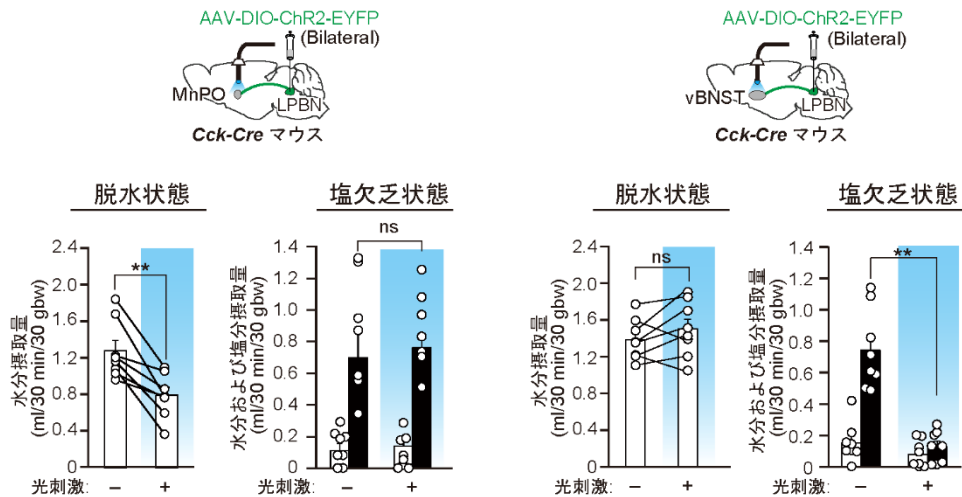 AAV-DIO-ChR2-EYFP
(Bilateral)
MnPO
LPBN
Cck-Cre マウス
脱水状態
水分摂取量
(ml/30 min/30 gbw)
2.4
2.0
1.6
1.2
0.8
0.4
0
**
光刺激: − +
塩欠乏状態
水分および塩分摂取量
(ml/30 min/30 gbw)
1.4
1.2
1.0
0.8
0.6
0.4
0.2
0
ns
光刺激: − +
AAV-DIO-ChR2-EYFP
(Bilateral)
vBNST
LPBN
Cck-Cre マウス
脱水状態
水分摂取量
(ml/30 min/30 gbw)
2.4
2.0
1.6
1.2
0.8
0.4
0
ns
光刺激: − +
塩欠乏状態
水分および塩分摂取量
(ml/30 min/30 gbw)
1.4
1.2
1.0
0.8
0.6
0.4
0.2
0
**
光刺激: − +